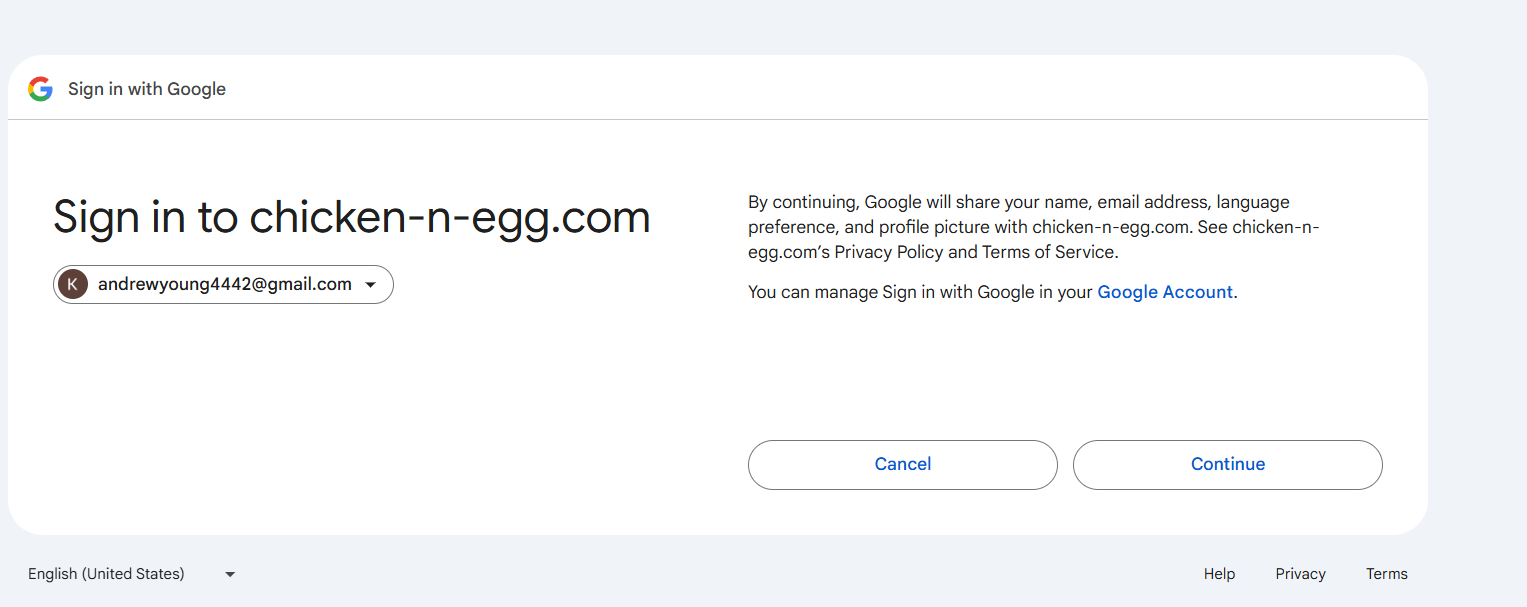 Sign in with Google
Sign in to chicken-n-egg.com
K
andrewyoung4442@gmail.com
By continuing, Google will share your name, email address, language
preference, and profile picture with chicken-n-egg.com. See chicken-n-
egg.com’s Privacy Policy and Terms of Service.
You can manage Sign in with Google in your Google Account.
Cancel
Continue
English (United States)
Help
Privacy
Terms